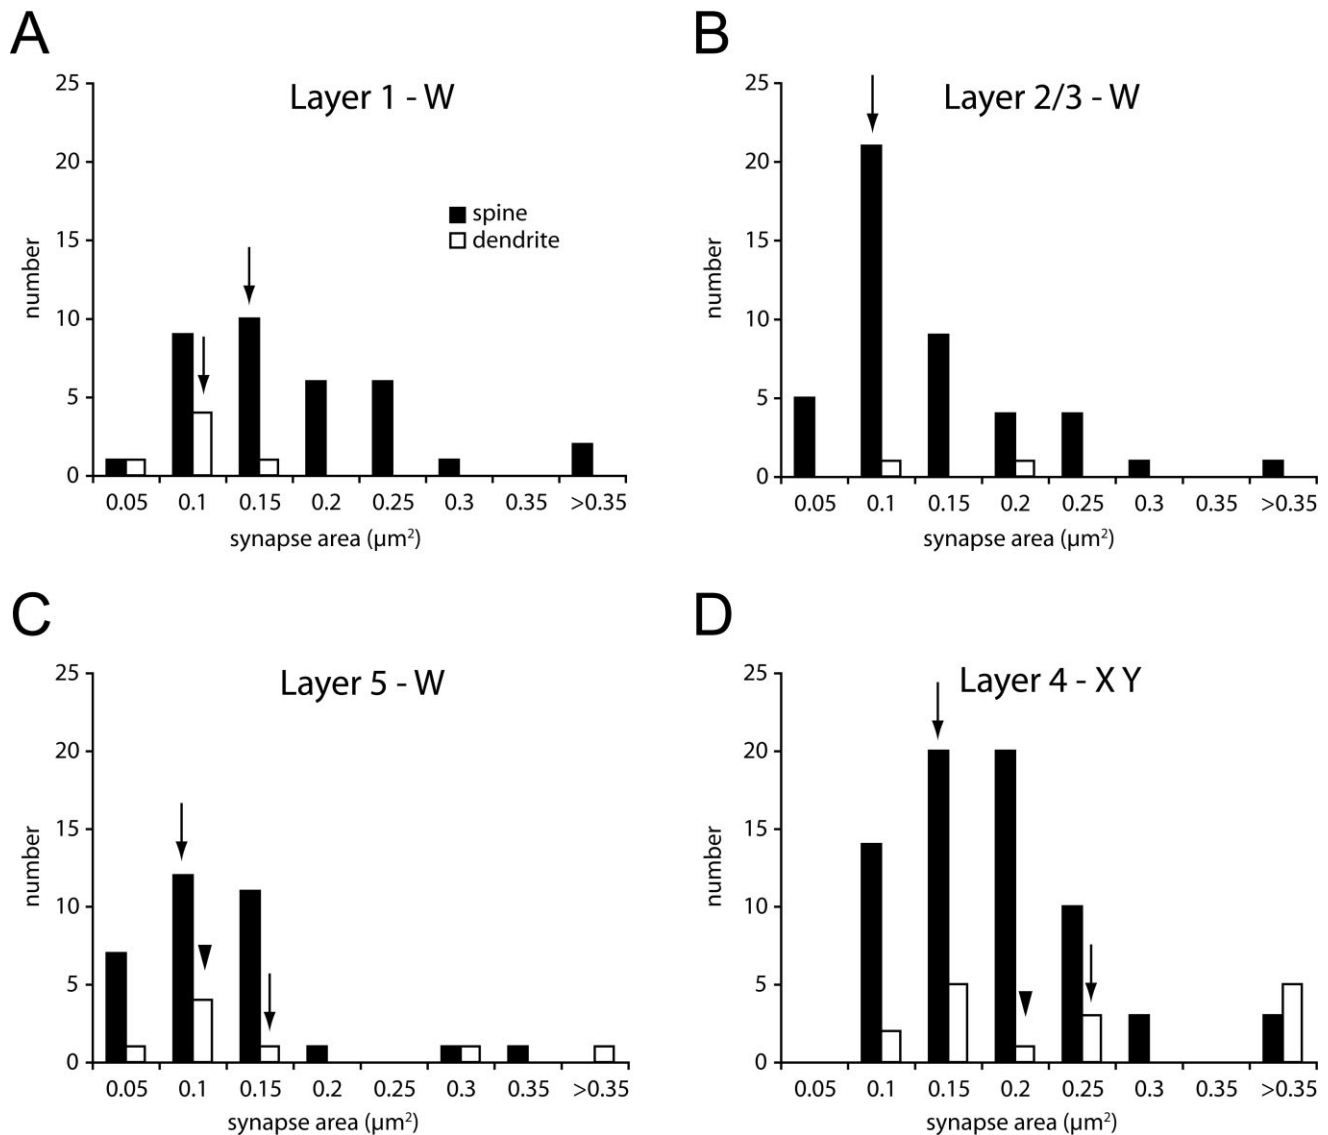 A
Layer 1 - W
25
20
15
10
5
0
number
spine
dendrite
0.05 0.1 0.15 0.2 0.25 0.3 0.35 >0.35
synapse area (µm²)
B
Layer 2/3 - W
25
20
15
10
5
0
number
0.05 0.1 0.15 0.2 0.25 0.3 0.35 >0.35
synapse area (µm²)
C
Layer 5 - W
25
20
15
10
5
0
number
0.05 0.1 0.15 0.2 0.25 0.3 0.35 >0.35
synapse area (µm²)
D
Layer 4 - X Y
25
20
15
10
5
0
number
0.05 0.1 0.15 0.2 0.25 0.3 0.35 >0.35
synapse area (µm²)